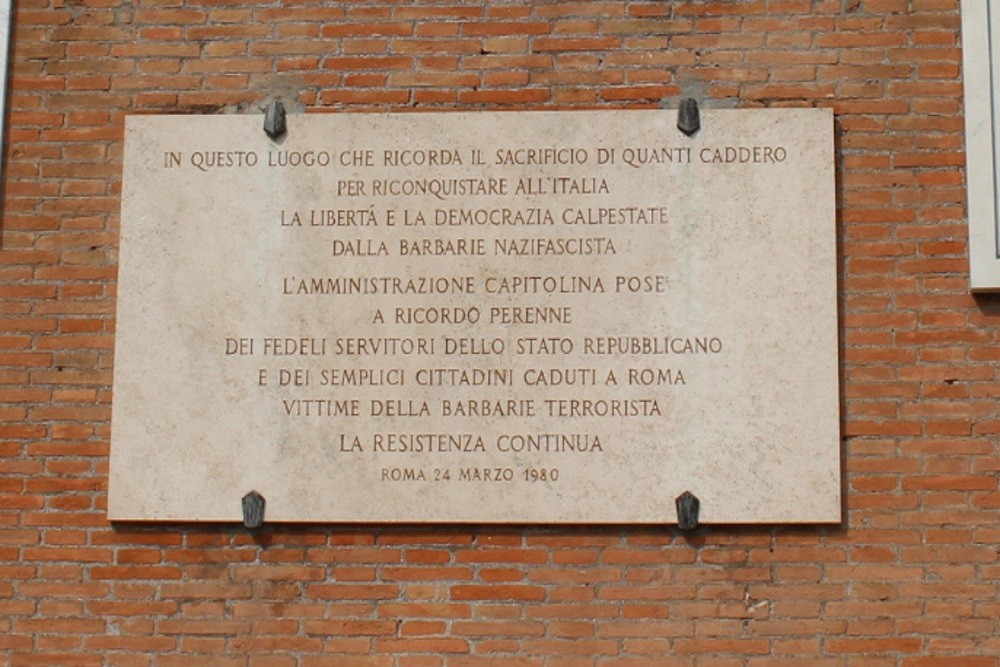 IN QUESTO LUOGO CHE RICORDA IL SACRIFICIO DI QUANTI CADDERO
PER RICONQUISTARE ALL'ITALIA
LA LIBERTÁ E LA DEMOCRAZIA CALPESTATE
DALLA BARBARIE NAZIFASCISTA
L'AMMINISTRAZIONE CAPITOLINA POSE
A RICORDO PERENNE
DEI FEDELI SERVITORI DELLO STATO REPUBBLICANO
E DEI SEMPLICI CITTADINI CADUTI A ROMA
VITTIME DELLA BARBARIE TERRORISTA
LA RESISTENZA CONTINUA
ROMA 24 MARZO 1980